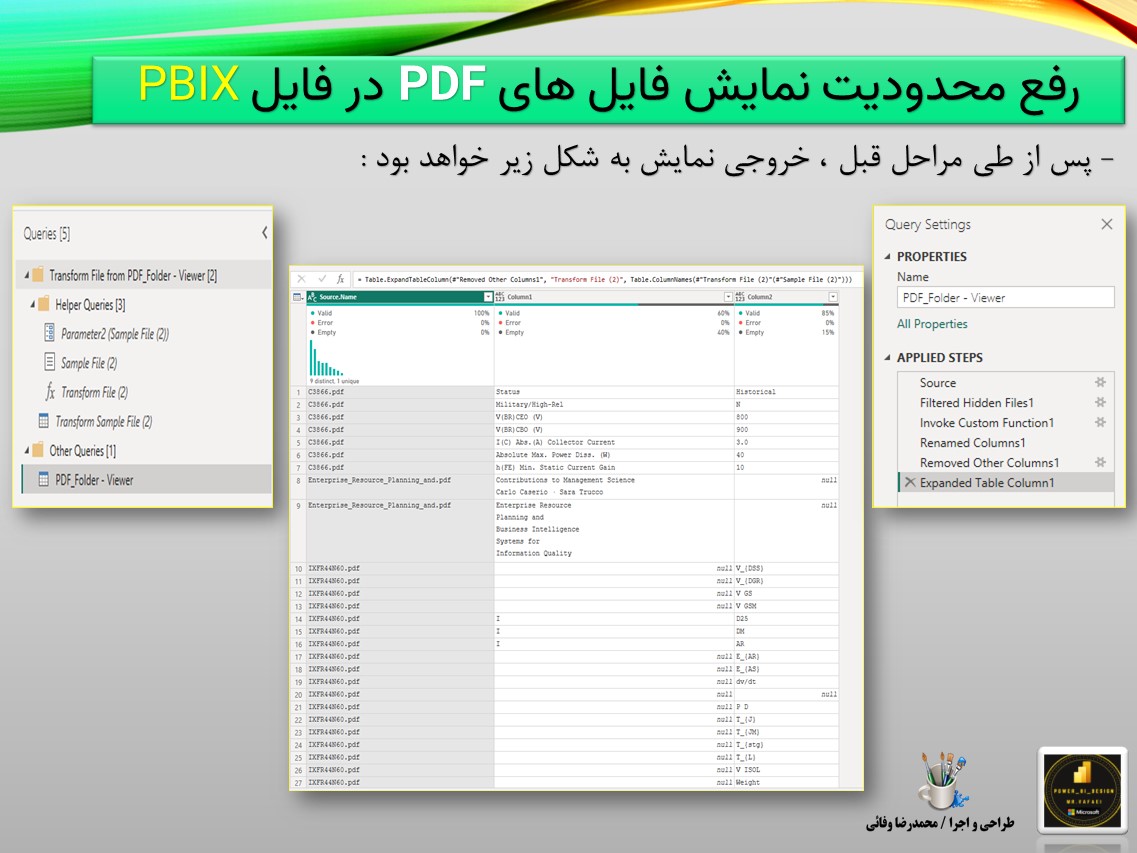 رفع محدودیت نمایش فایل های PDF در فایل PBIX
- پس از طی مراحل قبل ، خروجی نمایش به شکل زیر خواهد بود :
Queries [5]
Transform File from PDF_Folder - Viewer [2]
Helper Queries [3]
Parameter2 (Sample File (2))
Sample File (2)
fx Transform File (2)
Transform Sample File (2)
Other Queries [1]
PDF_Folder - Viewer
fx = Table.ExpandTableColumn(#"Removed Other Columns1", "Transform File (2)", Table.ColumnNames(#"Transform File (2)"(#"Sample File (2)")))
ABC Source.Name ABC 123 Column1 ABC 123 Column2
Valid 100% Valid 60% Valid 85%
Error 0% Error 0% Error 0%
Empty 0% Empty 40% Empty 15%
9 distinct, 1 unique
1 C3866.pdf Status Historical
2 C3866.pdf Military/High-Rel N
3 C3866.pdf V(BR)CEO (V) 800
4 C3866.pdf V(BR)CBO (V) 900
5 C3866.pdf I(C) Abs.(A) Collector Current 3.0
6 C3866.pdf Absolute Max. Power Diss. (W) 40
7 C3866.pdf h(FE) Min. Static Current Gain 10
8 Enterprise_Resource_Planning_and.pdf Contributions to Management Science null
Carlo Caserio · Sara Trucco
9 Enterprise_Resource_Planning_and.pdf Enterprise Resource null
Planning and
Business Intelligence
Systems for
Information Quality
10 IXFR44N60.pdf null V_{DSS}
11 IXFR44N60.pdf null V_{DGR}
12 IXFR44N60.pdf null V GS
13 IXFR44N60.pdf null V GSM
14 IXFR44N60.pdf I D25
15 IXFR44N60.pdf I DM
16 IXFR44N60.pdf I AR
17 IXFR44N60.pdf null E_{AR}
18 IXFR44N60.pdf null E_{AS}
19 IXFR44N60.pdf null dv/dt
20 IXFR44N60.pdf null null
21 IXFR44N60.pdf null P D
22 IXFR44N60.pdf null T_{J}
23 IXFR44N60.pdf null T_{JM}
24 IXFR44N60.pdf null T_{stg}
25 IXFR44N60.pdf null T_{L}
26 IXFR44N60.pdf null V ISOL
27 IXFR44N60.pdf null Weight
Query Settings
PROPERTIES
Name
PDF_Folder - Viewer
All Properties
APPLIED STEPS
Source
Filtered Hidden Files1
Invoke Custom Function1
Renamed Columns1
Removed Other Columns1
Expanded Table Column1
طراحی و اجرا / محمدرضا وفائی
POWER_BI_DESIGN
MR.VAFAEI
Microsoft